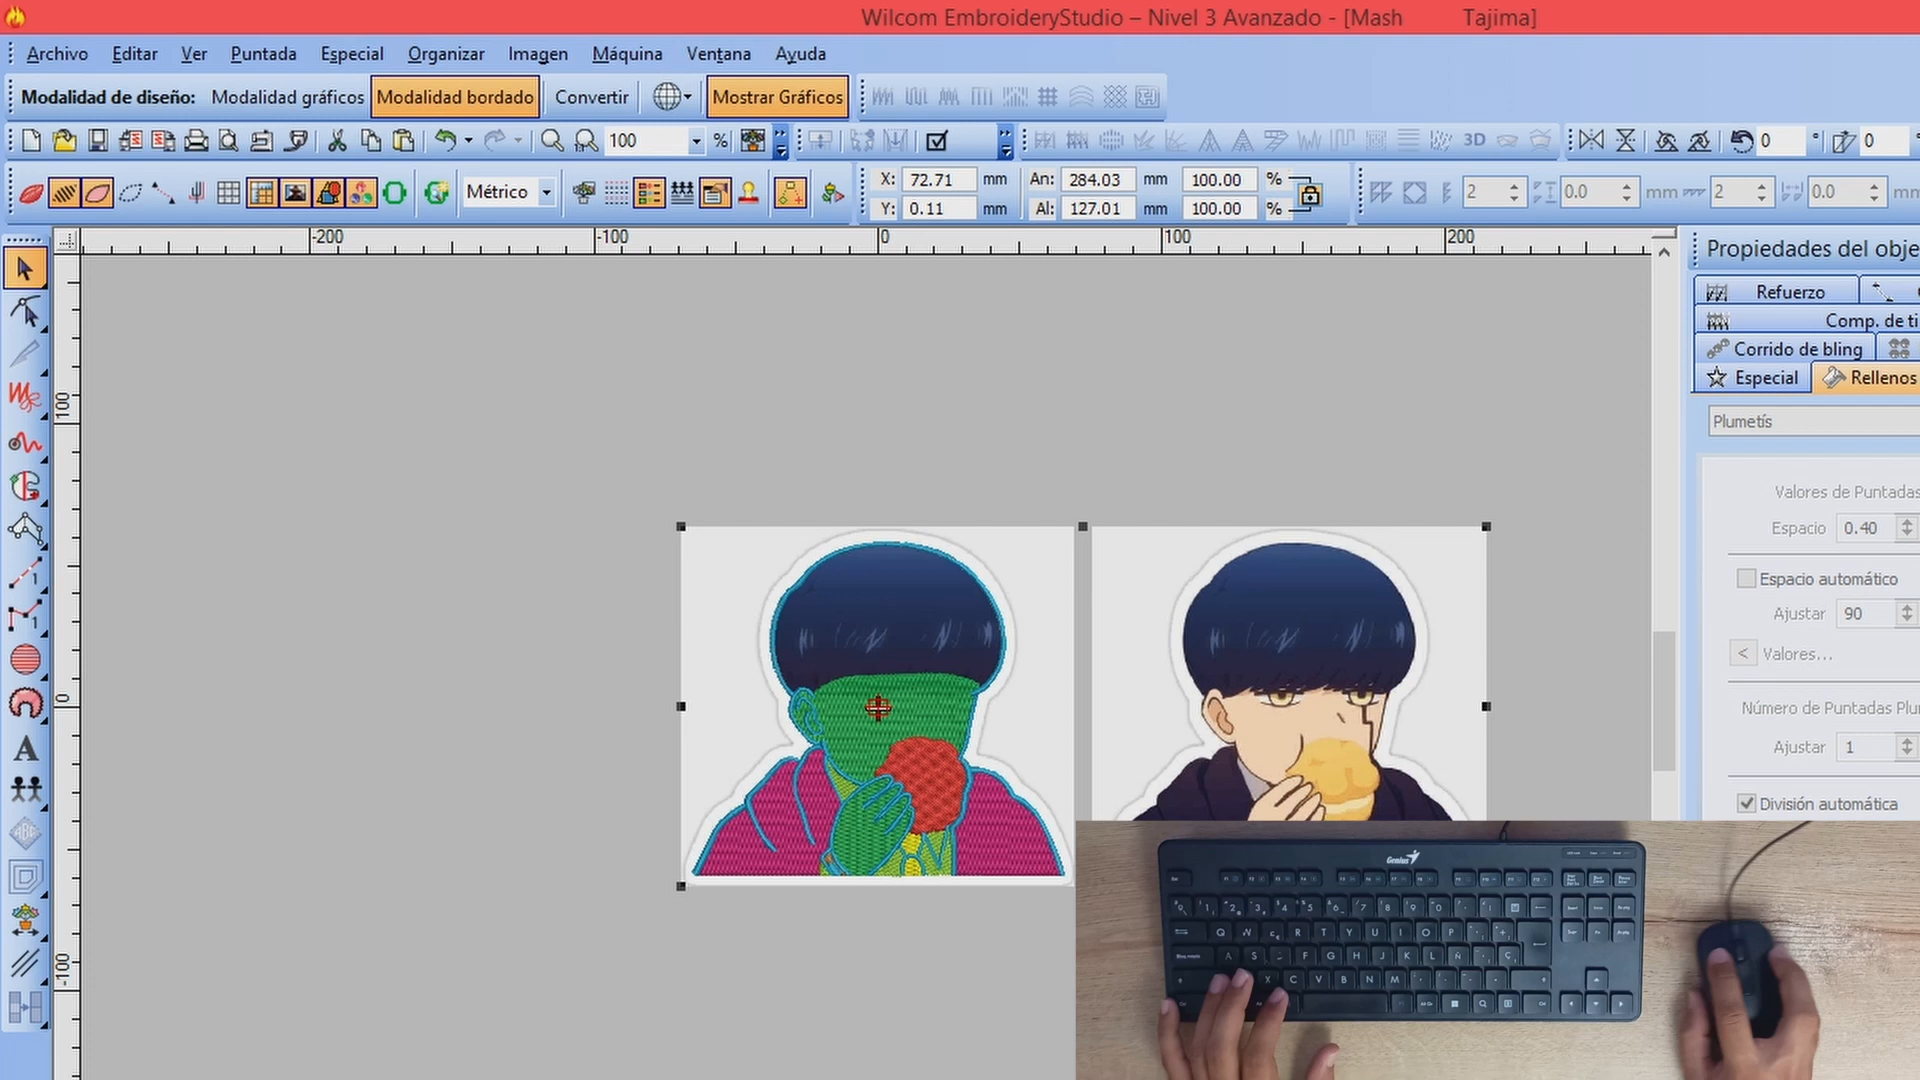 Wilcom EmbroideryStudio – Nivel 3 Avanzado - [Mash Tajima]
Archivo Editar Ver Puntada Especial Organizar Imagen Máquina Ventana Ayuda
Modalidad de diseño: Modalidad gráficos Modalidad bordado Convertir Mostrar Gráficos
100 % 3D 0 ° 0
Métrico X: 72.71 mm An: 284.03 mm 100.00 % 2 0.0 mm 2 0.0 mm
Y: 0.11 mm Al: 127.01 mm 100.00 %
-200 -100 0 100 200
Propiedades del obje
Refuerzo
Comp. de ti
Corrido de bling
Especial Rellenos
Plumetís
Valores de Puntadas
Espacio 0.40
Espacio automático
Ajustar 90
< Valores...
Número de Puntadas Plu
Ajustar 1
División automática
100
0
-100
A
ABC
Genius
Q W E R T Y U I O P
A S F G H J K L Ñ
X C V B N M